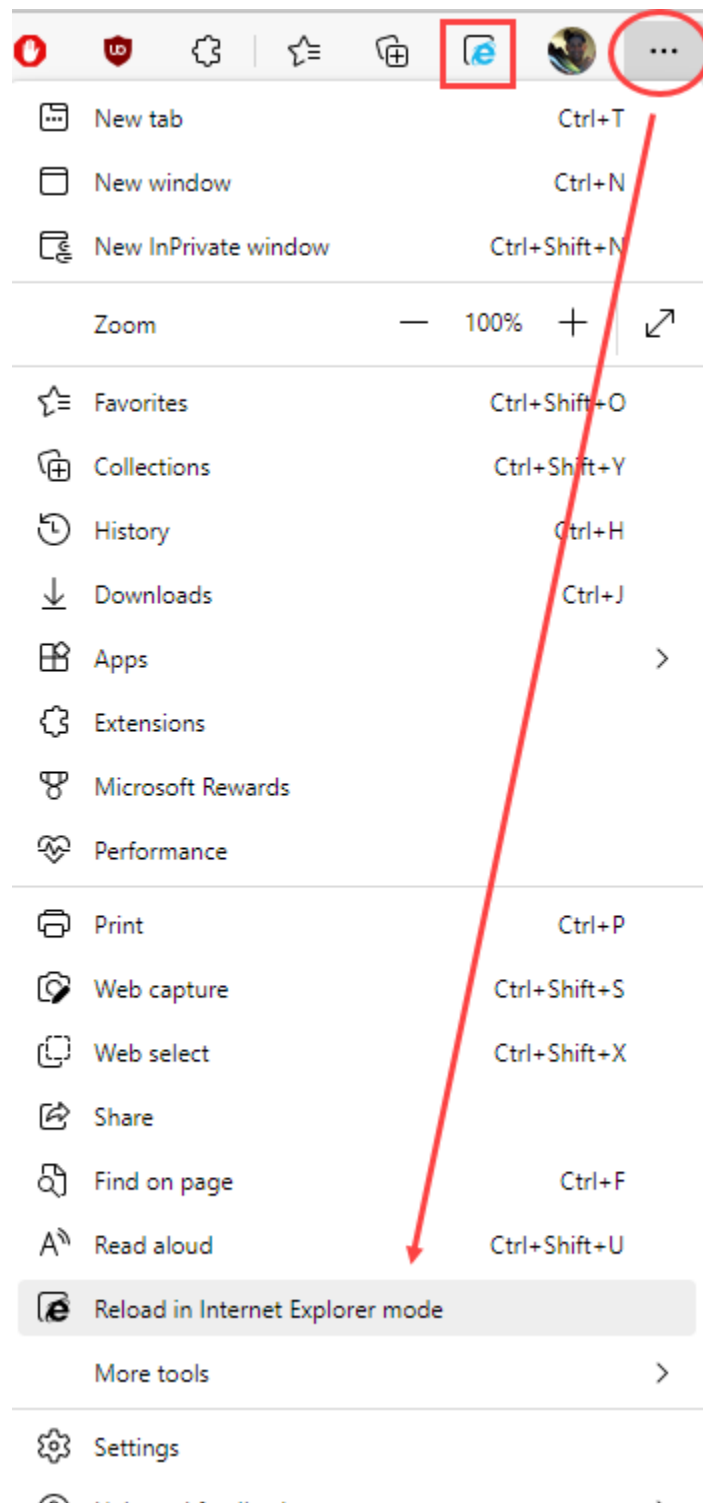 New tab Ctrl+T
New window Ctrl+N
New InPrivate window Ctrl+Shift+N
Zoom 100%
Favorites Ctrl+Shift+O
Collections Ctrl+Shift+Y
History Ctrl+H
Downloads Ctrl+J
Apps
Extensions
Microsoft Rewards
Performance
Print Ctrl+P
Web capture Ctrl+Shift+S
Web select Ctrl+Shift+X
Share
Find on page Ctrl+F
Read aloud Ctrl+Shift+U
Reload in Internet Explorer mode
More tools
Settings